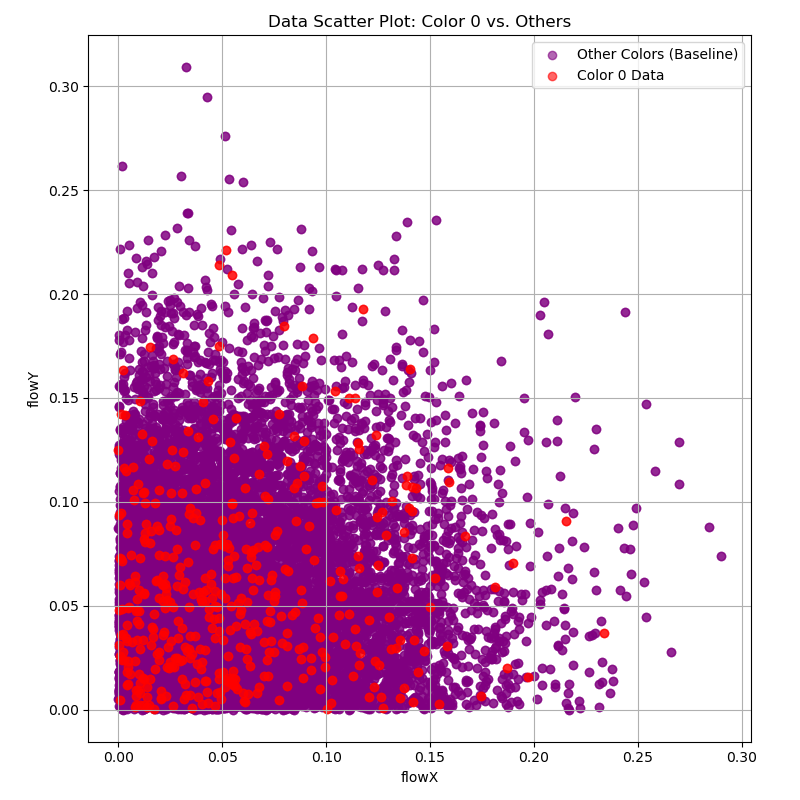 Data Scatter Plot: Color 0 vs. Others
Other Colors (Baseline)
Color 0 Data
flowY
0.30
0.25
0.20
0.15
0.10
0.05
0.00
0.00 0.05 0.10 0.15 0.20 0.25 0.30
flowX